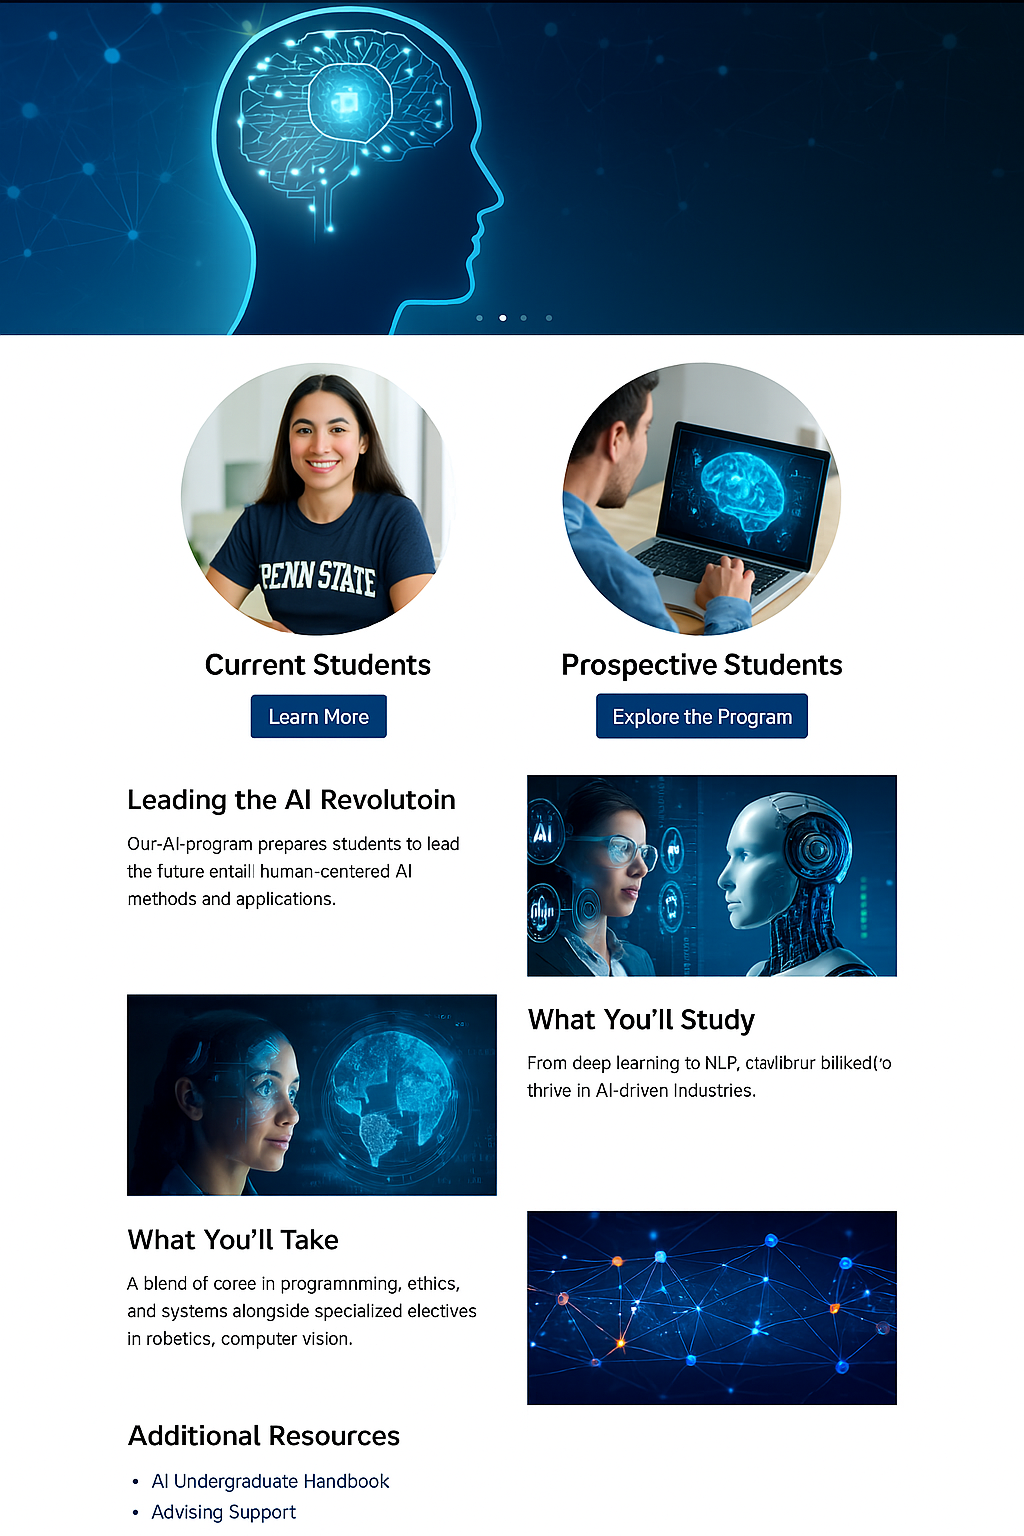 PENN STATE
Current Students
Prospective Students
Learn More
Explore the Program
Leading the AI Revolutoin
Our-AI-program prepares students to lead
the future entaill human-centered AI
methods and applications.
AI
What You'll Study
From deep learning to NLP, ctavlibrur biliked('o
thrive in AI-driven Industries.
What You'll Take
A blend of coree in programnming, ethics,
and systems alongside specialized electives
in robetics, computer vision.
Additional Resources
• AI Undergraduate Handbook
• Advising Support